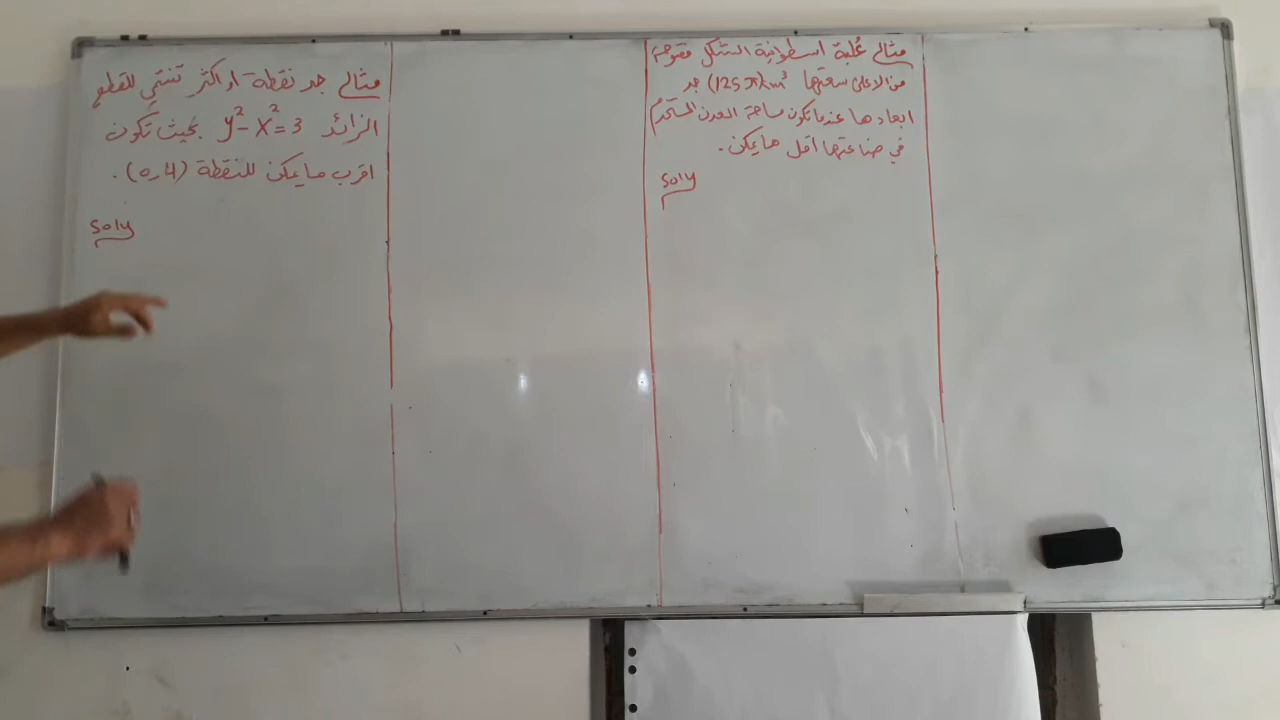 مثال جد نقطة او اكثر تنتمي للقطع
الزائد y² - x² = 3 بحيث تكون
اقرب ما يمكن للنقطة (0,4) .
Soly
مثال علبة اسطوانية الشكل مفتوحة
من الاعلى سعتها (125π)cm³ جد
ابعادها عندما تكون مساحة المعدن المستخدم
في صناعتها اقل ما يمكن .
Soly